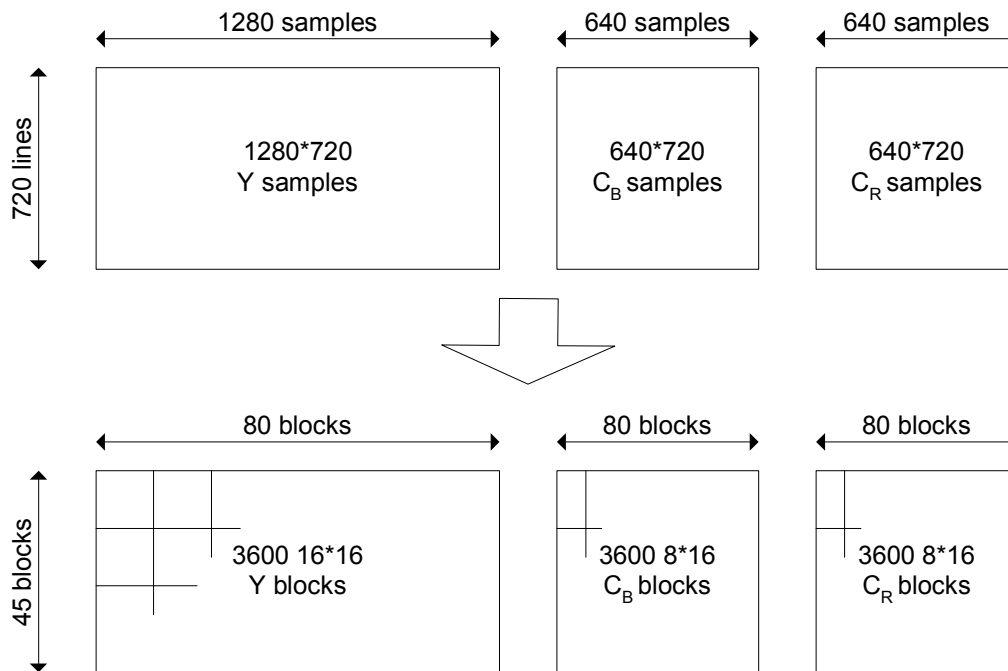 1280 samples
640 samples
640 samples
720 lines
1280*720
Y samples
640*720
C_B samples
640*720
C_R samples
80 blocks
80 blocks
80 blocks
45 blocks
3600 16*16
Y blocks
3600 8*16
C_B blocks
3600 8*16
C_R blocks